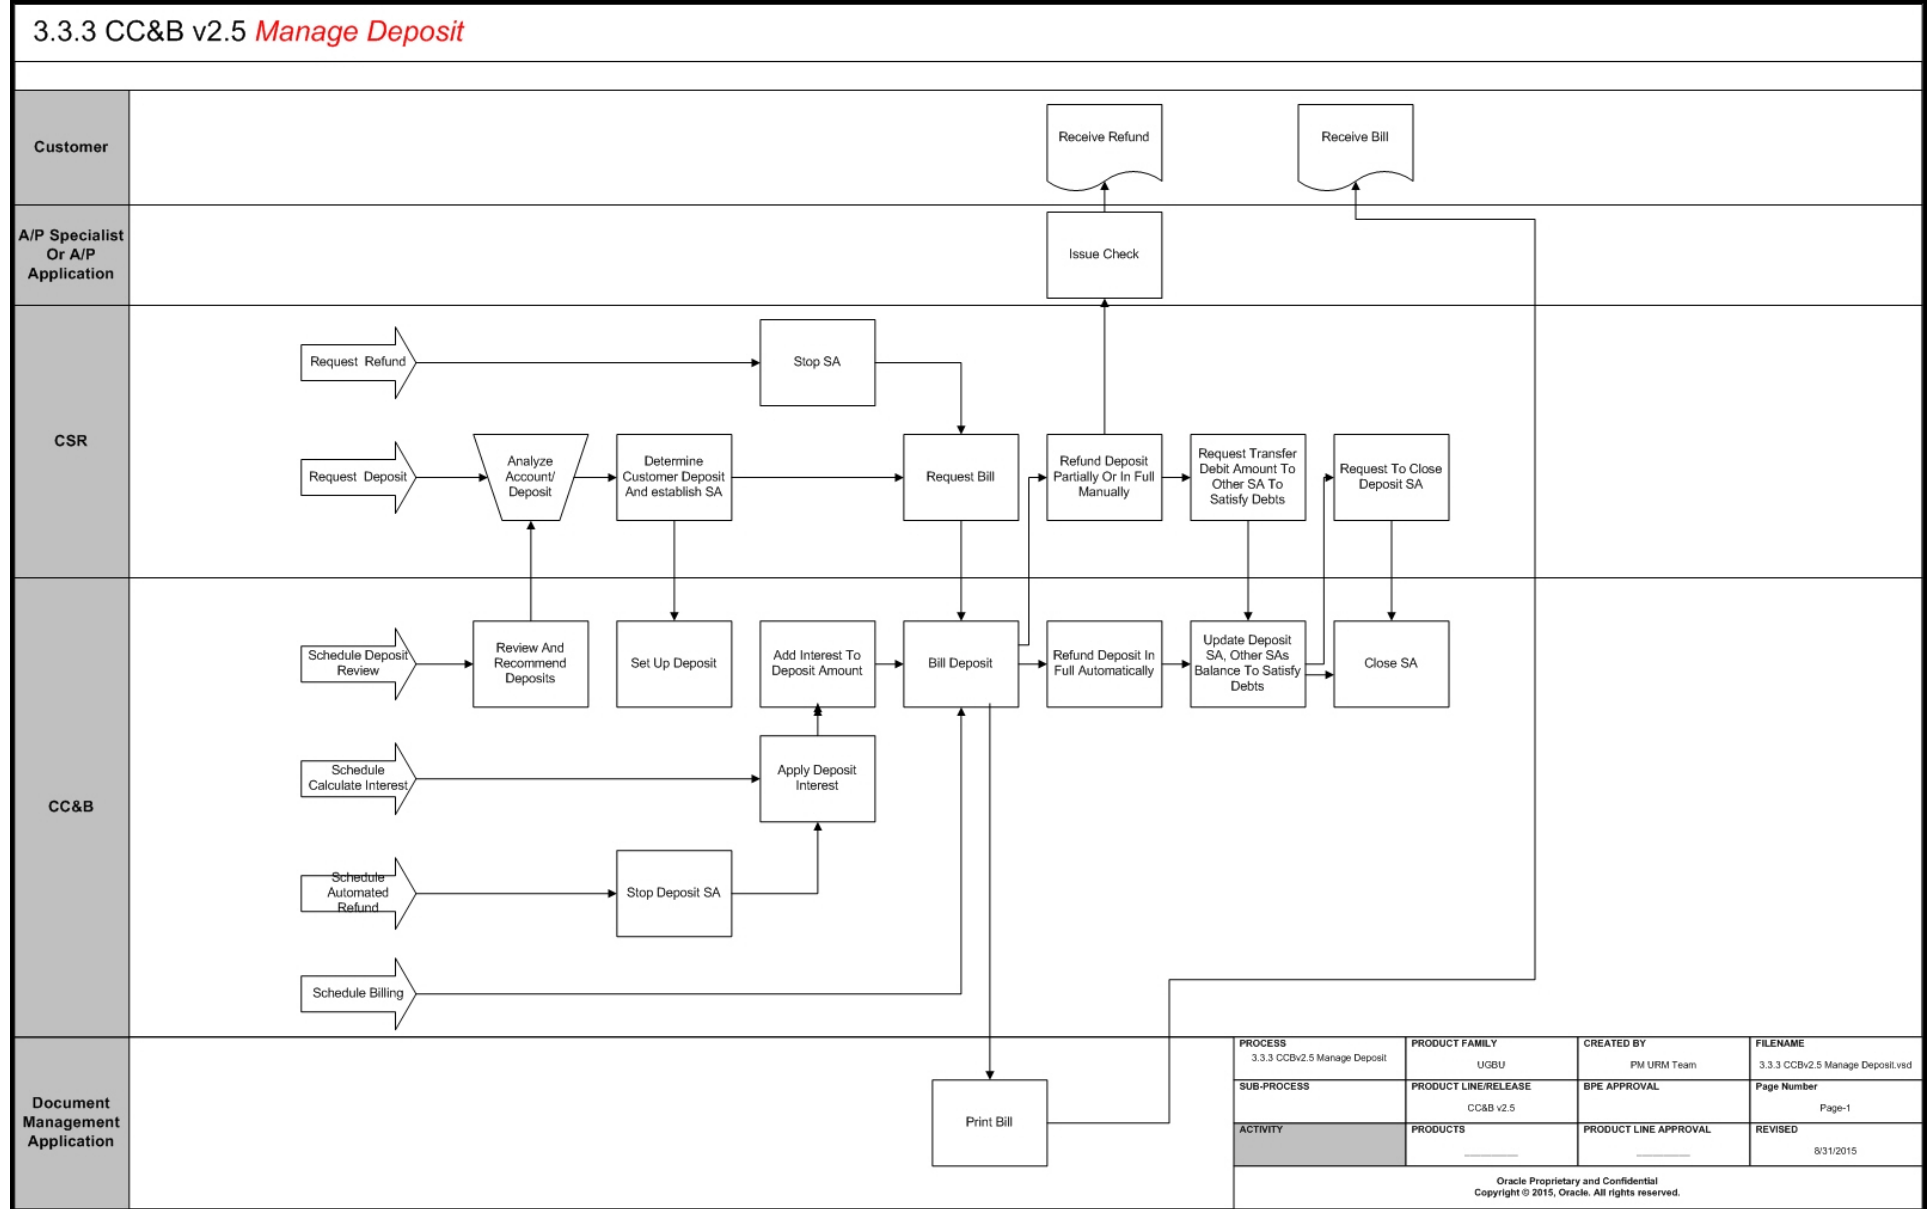 3.3.3 CC&B v2.5 Manage Deposit
Customer
Receive Refund
Receive Bill
A/P Specialist
Or A/P
Application
Issue Check
CSR
Request  Refund
Stop SA
Request  Deposit
Analyze
Account/
Deposit
Determine
Customer Deposit
And establish SA
Request Bill
Refund Deposit
Partially Or In Full
Manually
Request Transfer
Debit Amount To
Other SA To
Satisfy Debts
Request To Close
Deposit SA
CC&B
Schedule Deposit
Review
Review And
Recommend
Deposits
Set Up Deposit
Add Interest To
Deposit Amount
Bill Deposit
Refund Deposit In
Full Automatically
Update Deposit
SA, Other SAs
Balance To Satisfy
Debts
Close SA
Schedule
Calculate Interest
Apply Deposit
Interest
Schedule
Automated
Refund
Stop Deposit SA
Schedule Billing
Document
Management
Application
Print Bill
PROCESS
3.3.3 CCBv2.5 Manage Deposit
PRODUCT FAMILY
UGBU
CREATED BY
PM URM Team
FILENAME
3.3.3 CCBv2.5 Manage Deposit.vsd
SUB-PROCESS
PRODUCT LINE/RELEASE
CC&B v2.5
BPE APPROVAL
Page Number
Page-1
ACTIVITY
PRODUCTS
PRODUCT LINE APPROVAL
REVISED
8/31/2015
Oracle Proprietary and Confidential
Copyright © 2015, Oracle. All rights reserved.